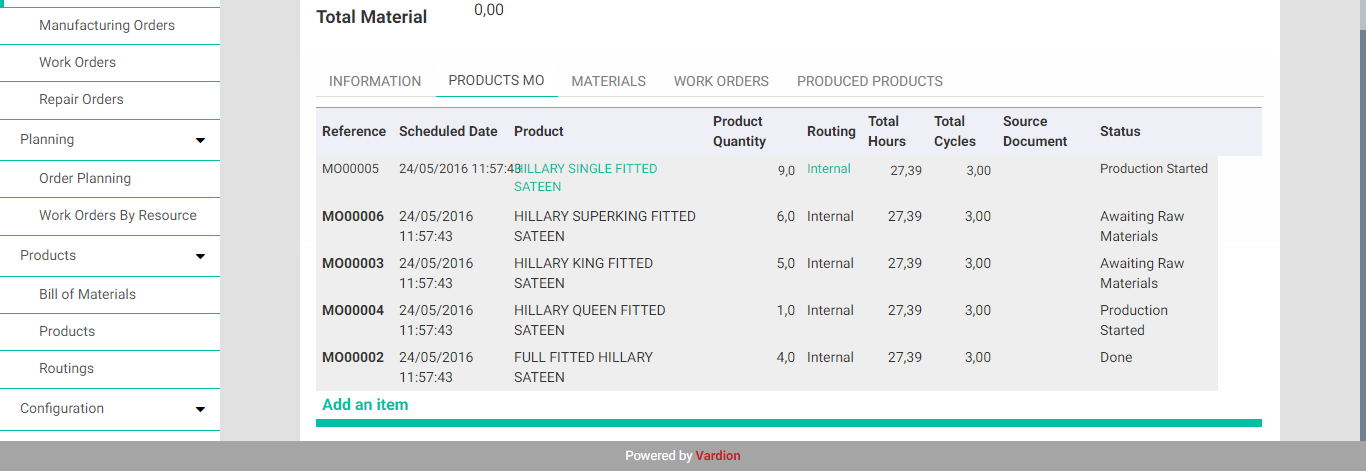 Total Material 0,00
Manufacturing Orders
Work Orders
Repair Orders
Planning
Order Planning
Work Orders By Resource
Products
Bill of Materials
Products
Routings
Configuration
INFORMATION PRODUCTS MO MATERIALS WORK ORDERS PRODUCED PRODUCTS
Reference Scheduled Date Product Product Quantity Routing Total Hours Total Cycles Source Document Status
MO00005 24/05/2016 11:57:43 HILLARY SINGLE FITTED 9,0 Internal 27,39 3,00 Production Started
SATEEN
MO00006 24/05/2016 HILLARY SUPERKING FITTED 6,0 Internal 27,39 3,00 Awaiting Raw
11:57:43 SATEEN Materials
MO00003 24/05/2016 HILLARY KING FITTED 5,0 Internal 27,39 3,00 Awaiting Raw
11:57:43 SATEEN Materials
MO00004 24/05/2016 HILLARY QUEEN FITTED 1,0 Internal 27,39 3,00 Production
11:57:43 SATEEN Started
MO00002 24/05/2016 FULL FITTED HILLARY 4,0 Internal 27,39 3,00 Done
11:57:43 SATEEN
Add an item
Powered by Vardion